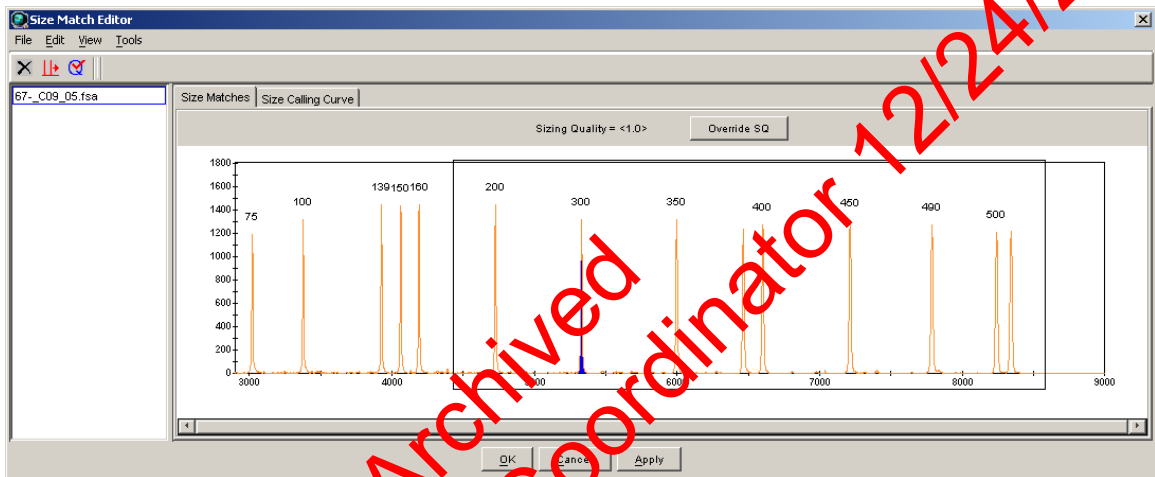 Size Match Editor
File Edit View Tools
67-_C09_05.fsa
Size Matches Size Calling Curve
Sizing Quality = <1.0> Override SQ
1800
1600
1400
1200
1000
800
600
400
200
0
75 100 139 150 160 200 300 350 400 450 490 500
3000 4000 6000 7000 8000 9000
OK Cancel Apply
Archived
Coordinator 12/24/